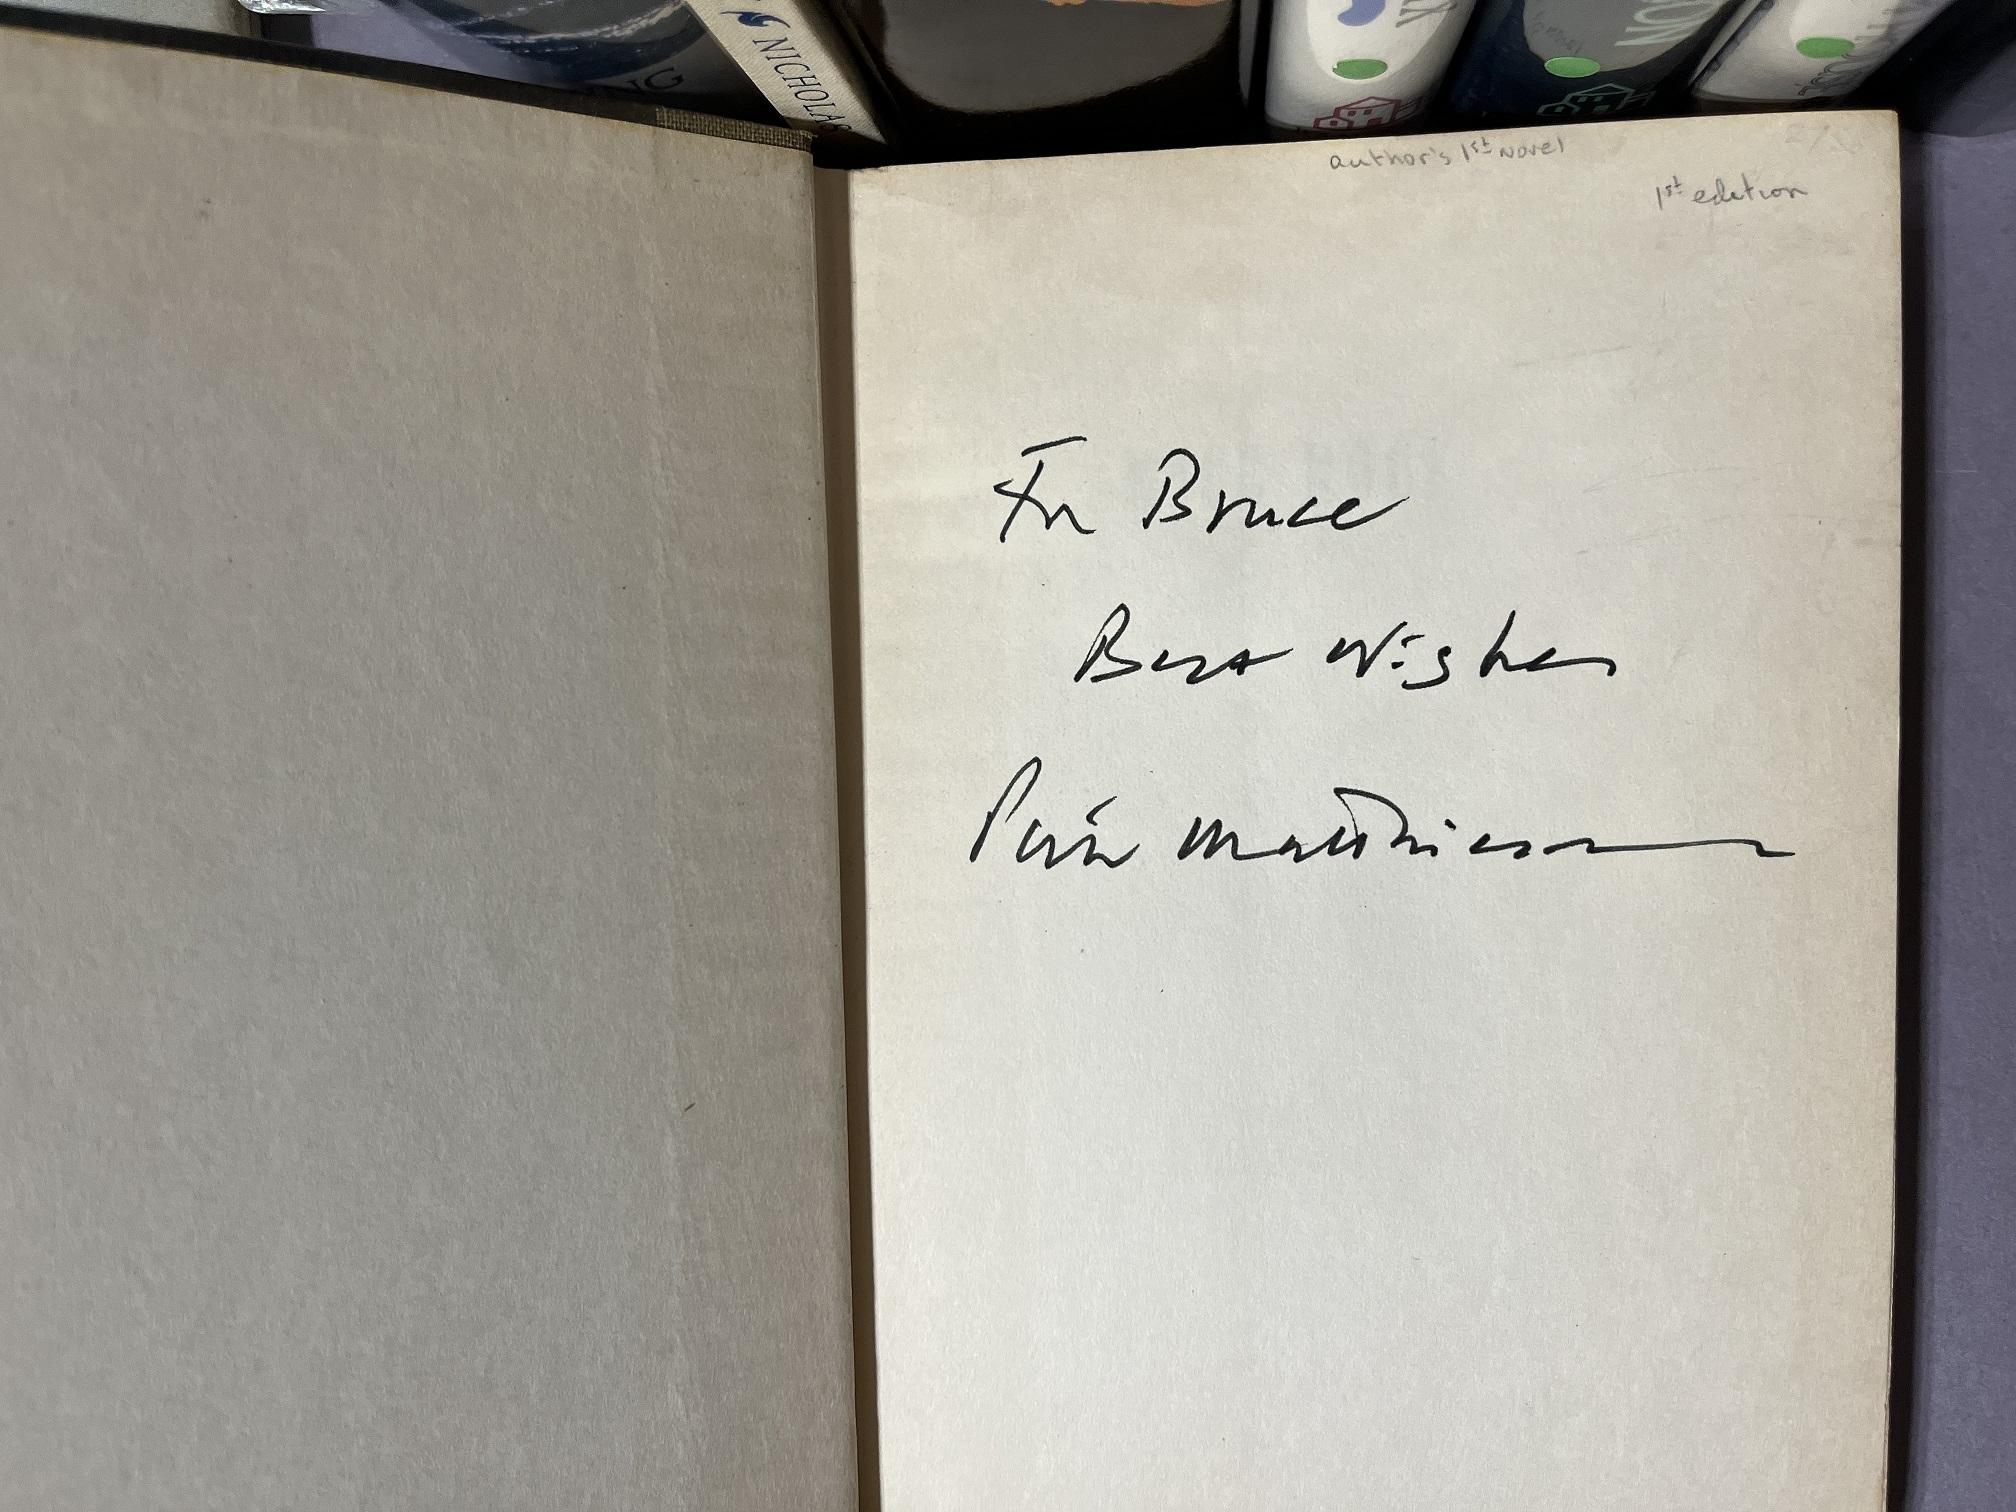 NICHOLAS
author's 1st Novel
1st edition
For Bruce
Best Wishes
Peter Matthiessen